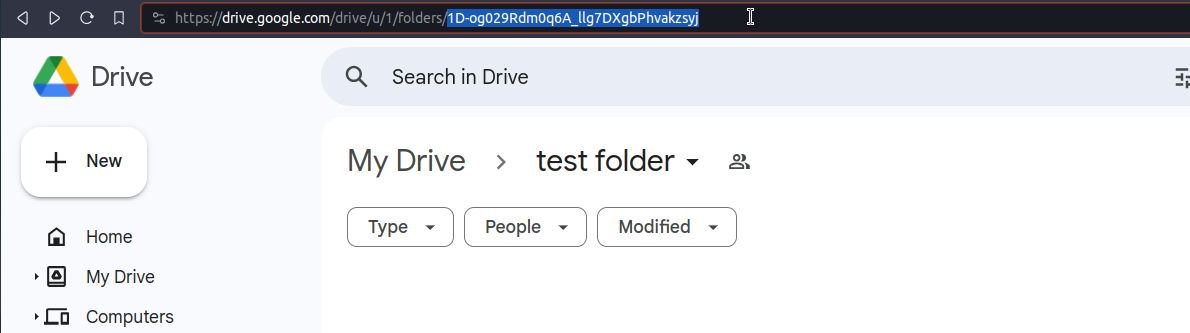 https://drive.google.com/drive/u/1/folders/1D-og029Rdm0q6A_llg7DXgbPhvakzsyj
Drive
Search in Drive
New
My Drive > test folder
Type
People
Modified
Home
My Drive
Computers